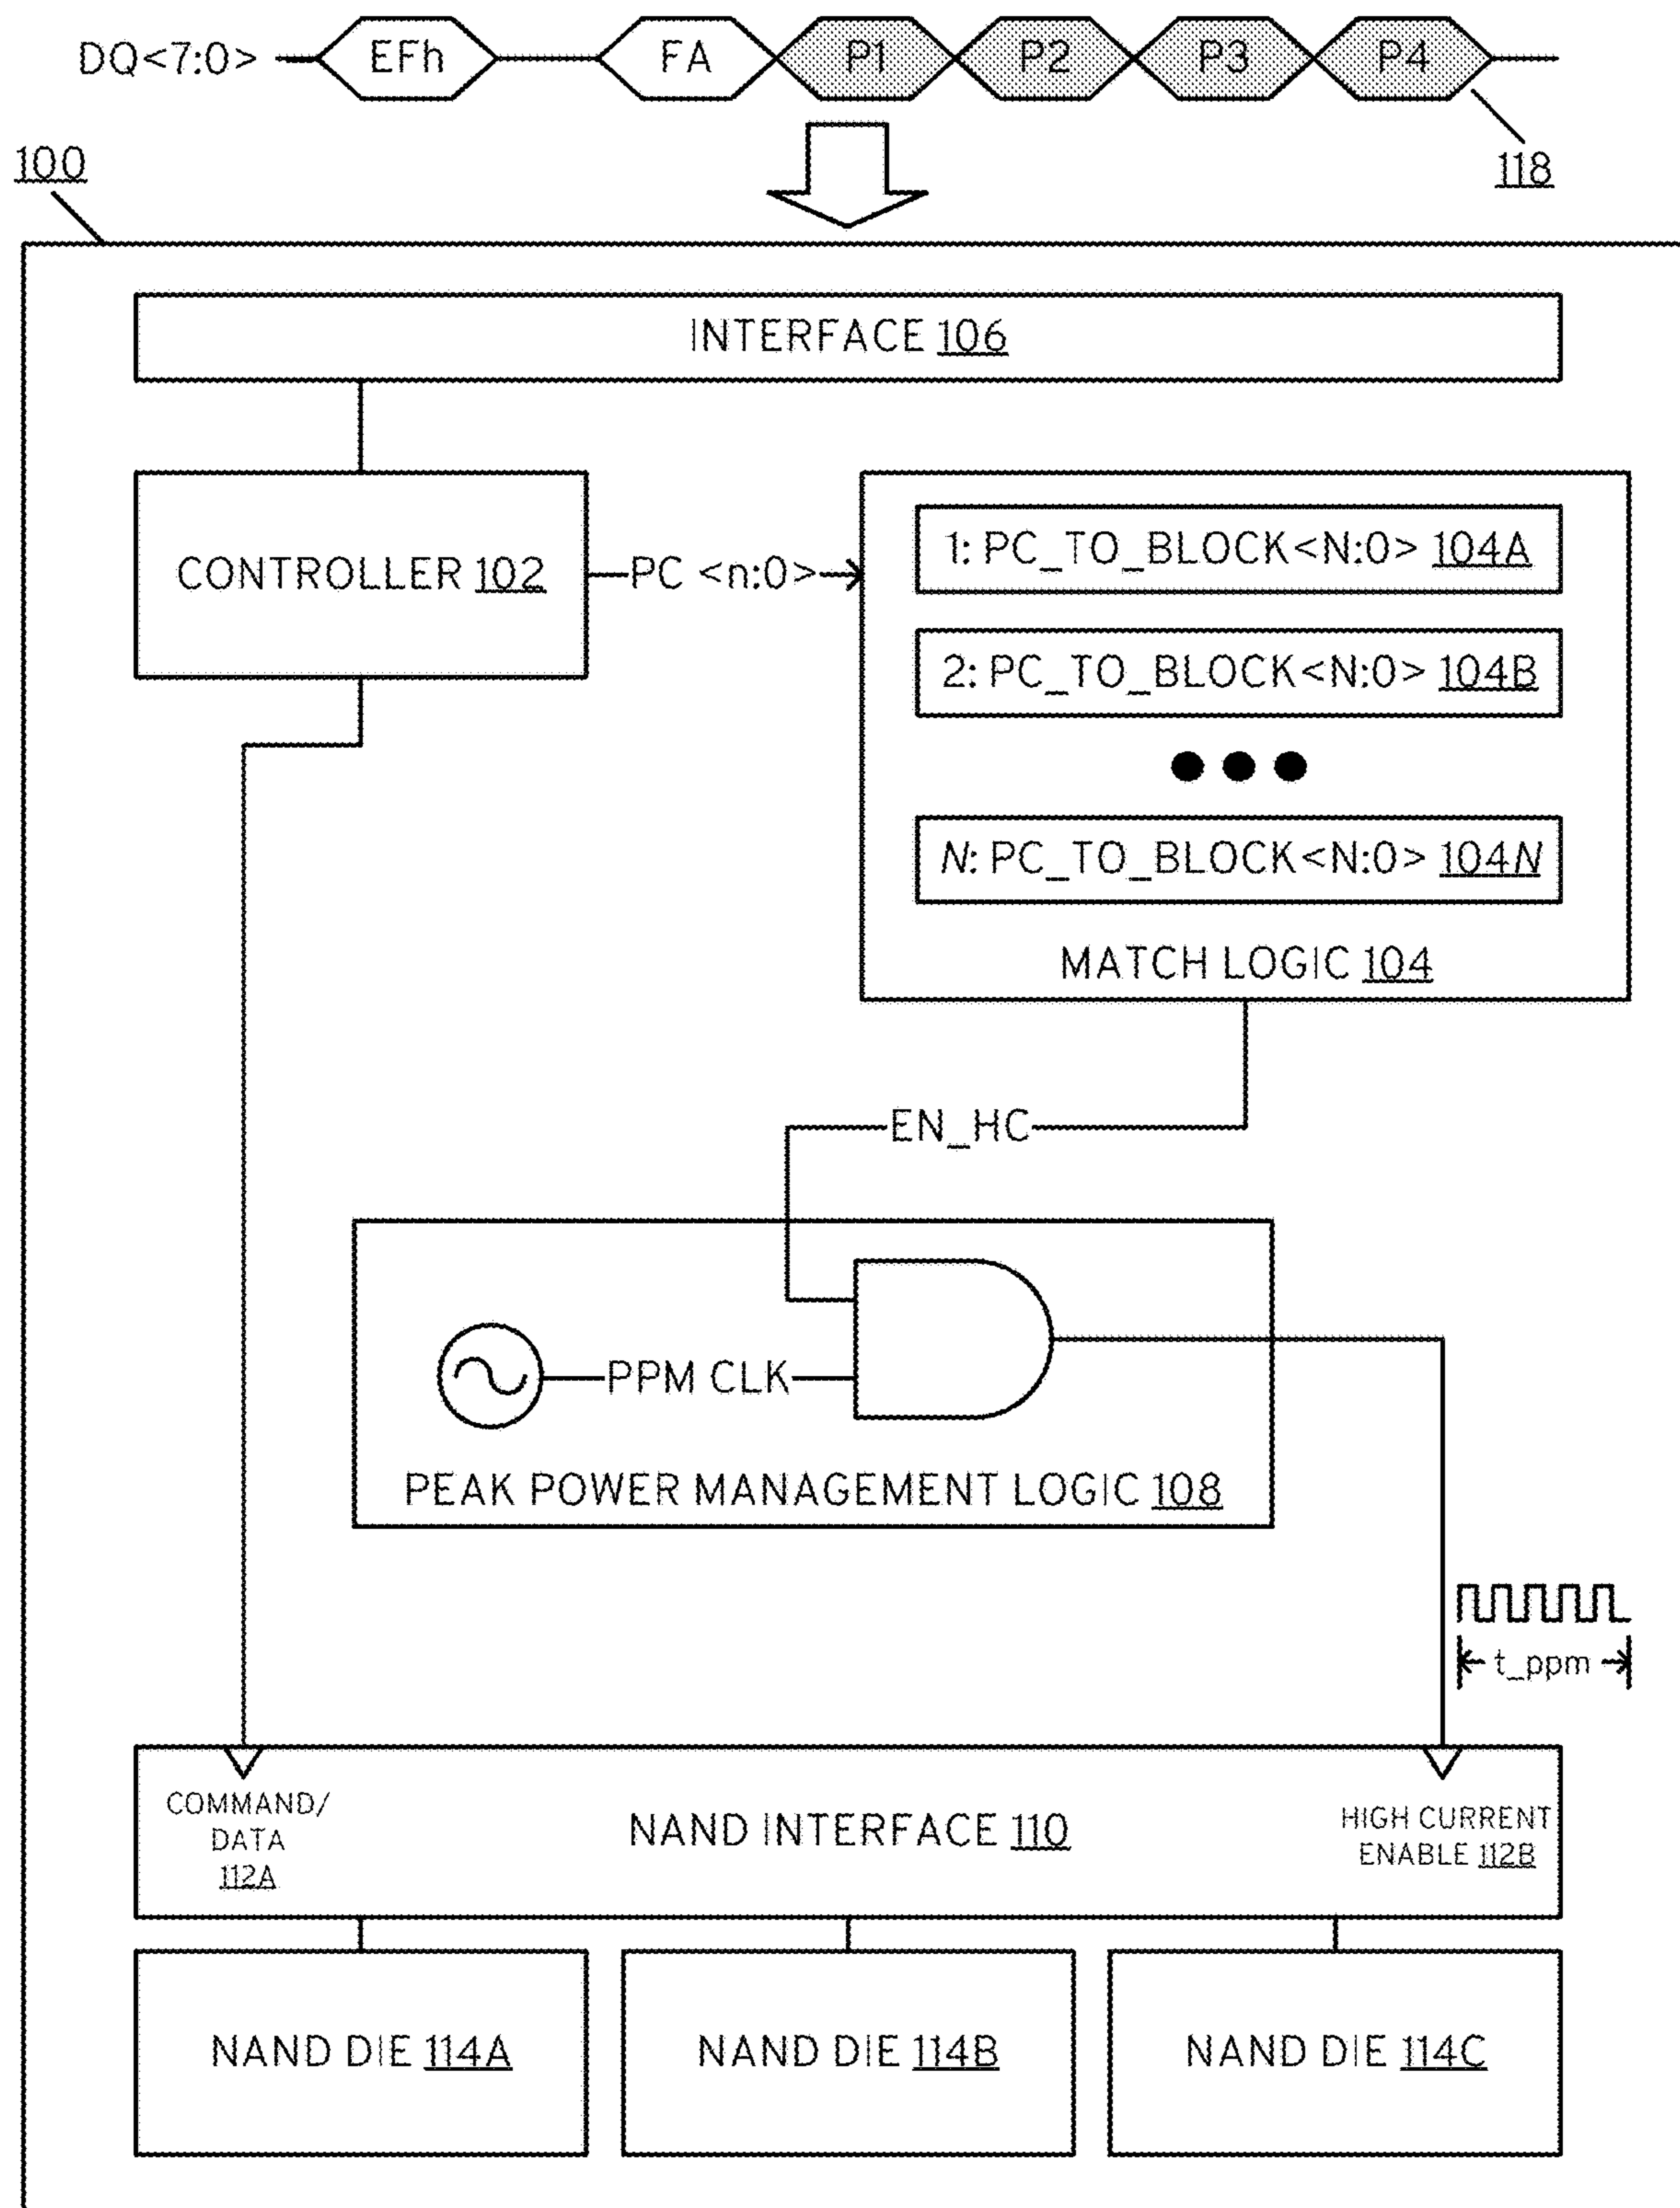 DQ<7:0> EFh FA P1 P2 P3 P4
118
100
INTERFACE 106
CONTROLLER 102
PC <n:0>
1: PC_TO_BLOCK<N:0> 104A
2: PC_TO_BLOCK<N:0> 104B
N: PC_TO_BLOCK<N:0> 104N
MATCH LOGIC 104
EN_HC
PPM CLK
PEAK POWER MANAGEMENT LOGIC 108
t_ppm
COMMAND/
DATA
112A
NAND INTERFACE 110
HIGH CURRENT
ENABLE 112B
NAND DIE 114A
NAND DIE 114B
NAND DIE 114C